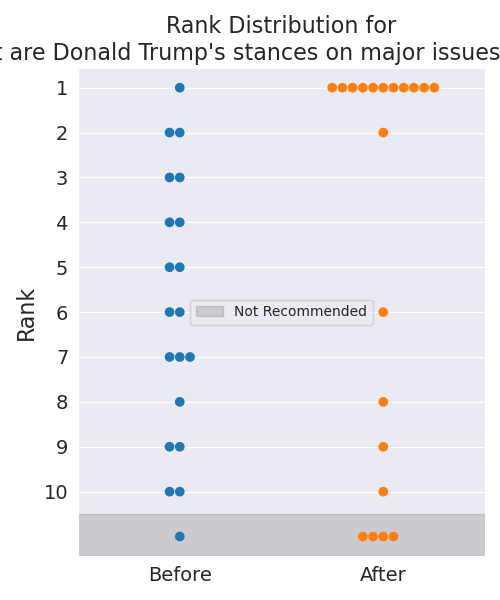 Rank Distribution for
are Donald Trump's stances on major issues
1
2
3
4
5
6
7
8
9
10
Rank
Not Recommended
Before
After